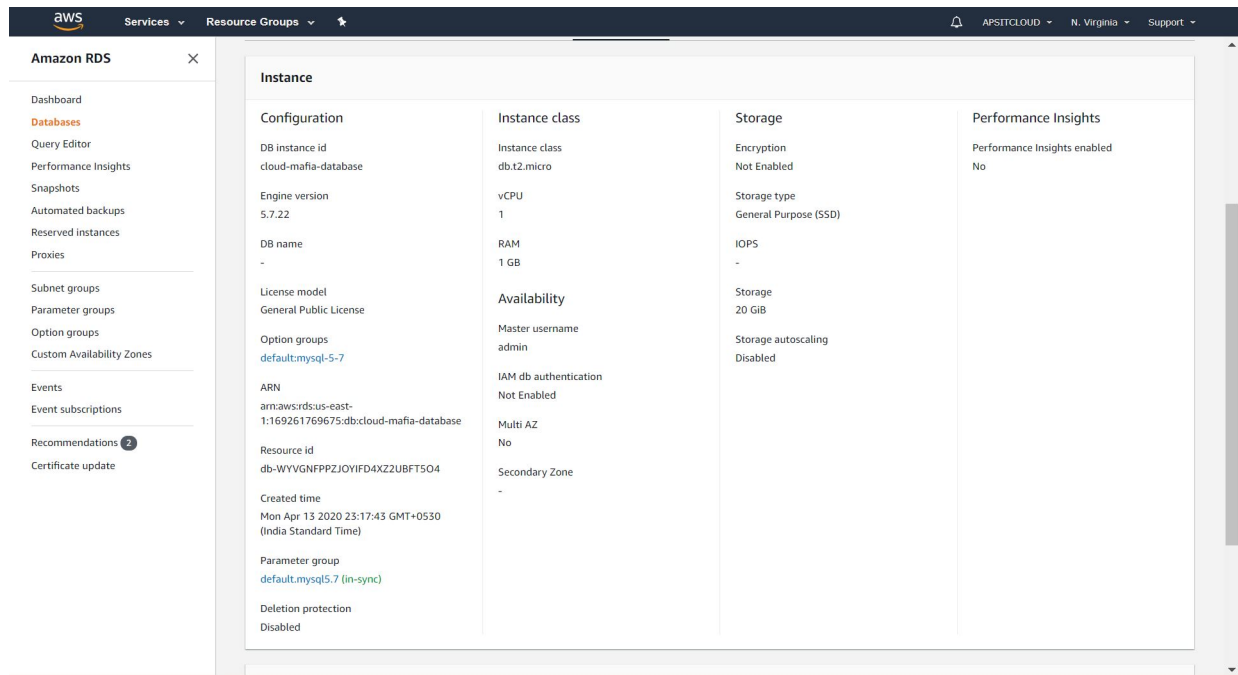 aws Services Resource Groups APSITCLOUD N. Virginia Support
Amazon RDS
Dashboard
Databases
Query Editor
Performance Insights
Snapshots
Automated backups
Reserved instances
Proxies
Subnet groups
Parameter groups
Option groups
Custom Availability Zones
Events
Event subscriptions
Recommendations 2
Certificate update
Instance
Configuration
DB instance id
cloud-mafia-database
Engine version
5.7.22
DB name
-
License model
General Public License
Option groups
default:mysql-5-7
ARN
arn:aws:rds:us-east-
1:169261769675:db:cloud-mafia-database
Resource id
db-WYVGNFPPZJOYIFD4XZ2UBFT5O4
Created time
Mon Apr 13 2020 23:17:43 GMT+0530
(India Standard Time)
Parameter group
default.mysql5.7 (in-sync)
Deletion protection
Disabled
Instance class
Instance class
db.t2.micro
vCPU
1
RAM
1 GB
Availability
Master username
admin
IAM db authentication
Not Enabled
Multi AZ
No
Secondary Zone
-
Storage
Encryption
Not Enabled
Storage type
General Purpose (SSD)
IOPS
-
Storage
20 GiB
Storage autoscaling
Disabled
Performance Insights
Performance Insights enabled
No